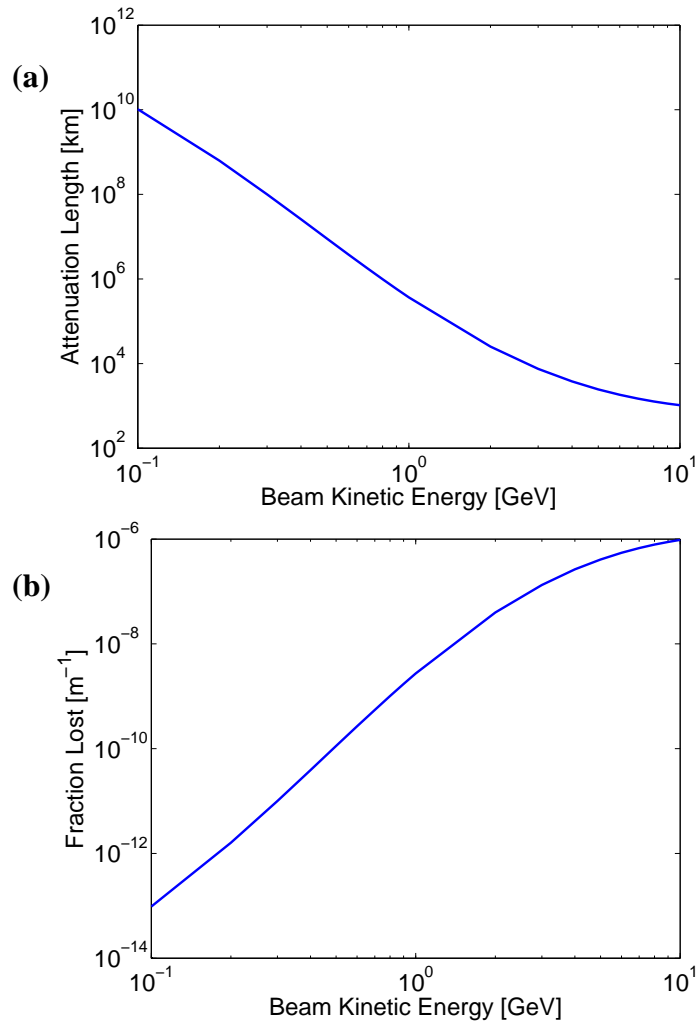 (a)
Attenuation Length [km]
10^12
10^10
10^8
10^6
10^4
10^2
10^−1
10^0
10^1
Beam Kinetic Energy [GeV]
(b)
Fraction Lost [m^−1]
10^−6
10^−8
10^−10
10^−12
10^−14
10^−1
10^0
10^1
Beam Kinetic Energy [GeV]